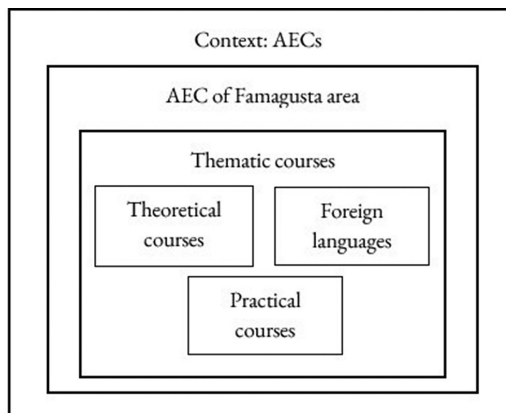 Context: AECs
AEC of Famagusta area
Thematic courses
Theoretical
courses
Foreign
languages
Practical
courses